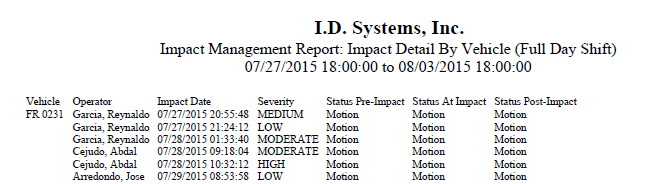 I.D. Systems, Inc.
Impact Management Report: Impact Detail By Vehicle (Full Day Shift)
07/27/2015 18:00:00 to 08/03/2015 18:00:00
Vehicle Operator Impact Date Severity Status Pre-Impact Status At Impact Status Post-Impact
FR 0231 Garcia, Reynaldo 07/27/2015 20:55:48 MEDIUM Motion Motion Motion
Garcia, Reynaldo 07/27/2015 21:24:12 LOW Motion Motion Motion
Garcia, Reynaldo 07/28/2015 01:33:40 MODERATE Motion Motion Motion
Cejudo, Abdal 07/28/2015 09:18:04 MODERATE Motion Motion Motion
Cejudo, Abdal 07/28/2015 10:32:12 HIGH Motion Motion Motion
Arredondo, Jose 07/29/2015 08:53:58 LOW Motion Motion Motion